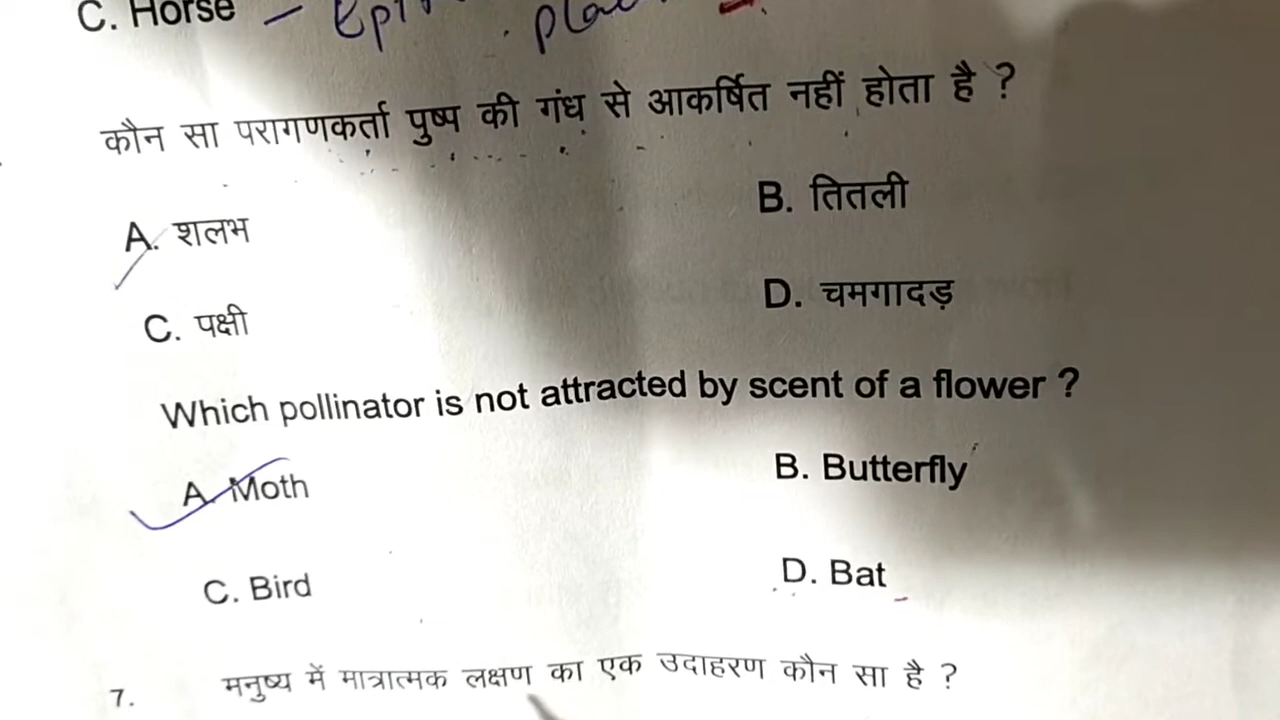 C. Horse –
कौन सा परागणकर्ता पुष्प की गंध से आकर्षित नहीं होता है ?
A. शलभ B. तितली
C. पक्षी D. चमगादड़
Which pollinator is not attracted by scent of a flower ?
A. Moth B. Butterfly
C. Bird D. Bat
7. मनुष्य में मात्रात्मक लक्षण का एक उदाहरण कौन सा है ?